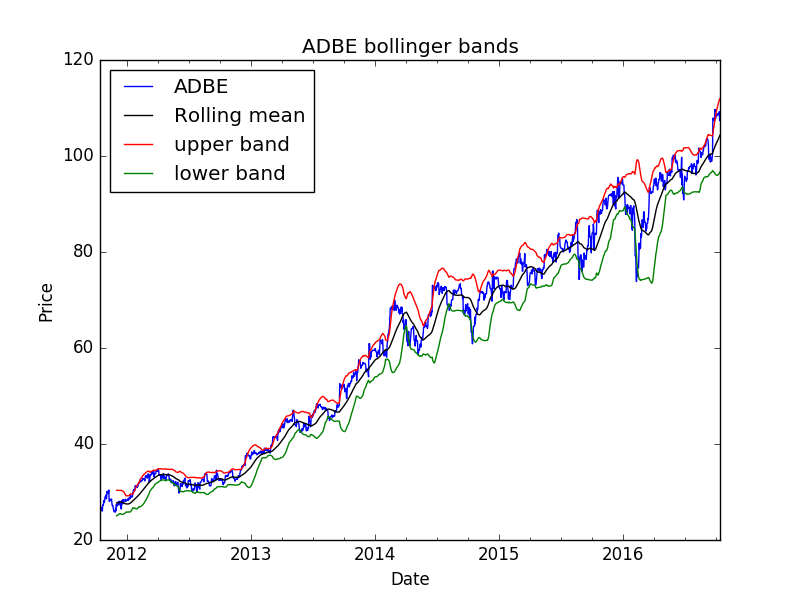 ADBE bollinger bands
120
100
80
60
40
20
Price
ADBE
Rolling mean
upper band
lower band
2012 2013 2014 2015 2016
Date